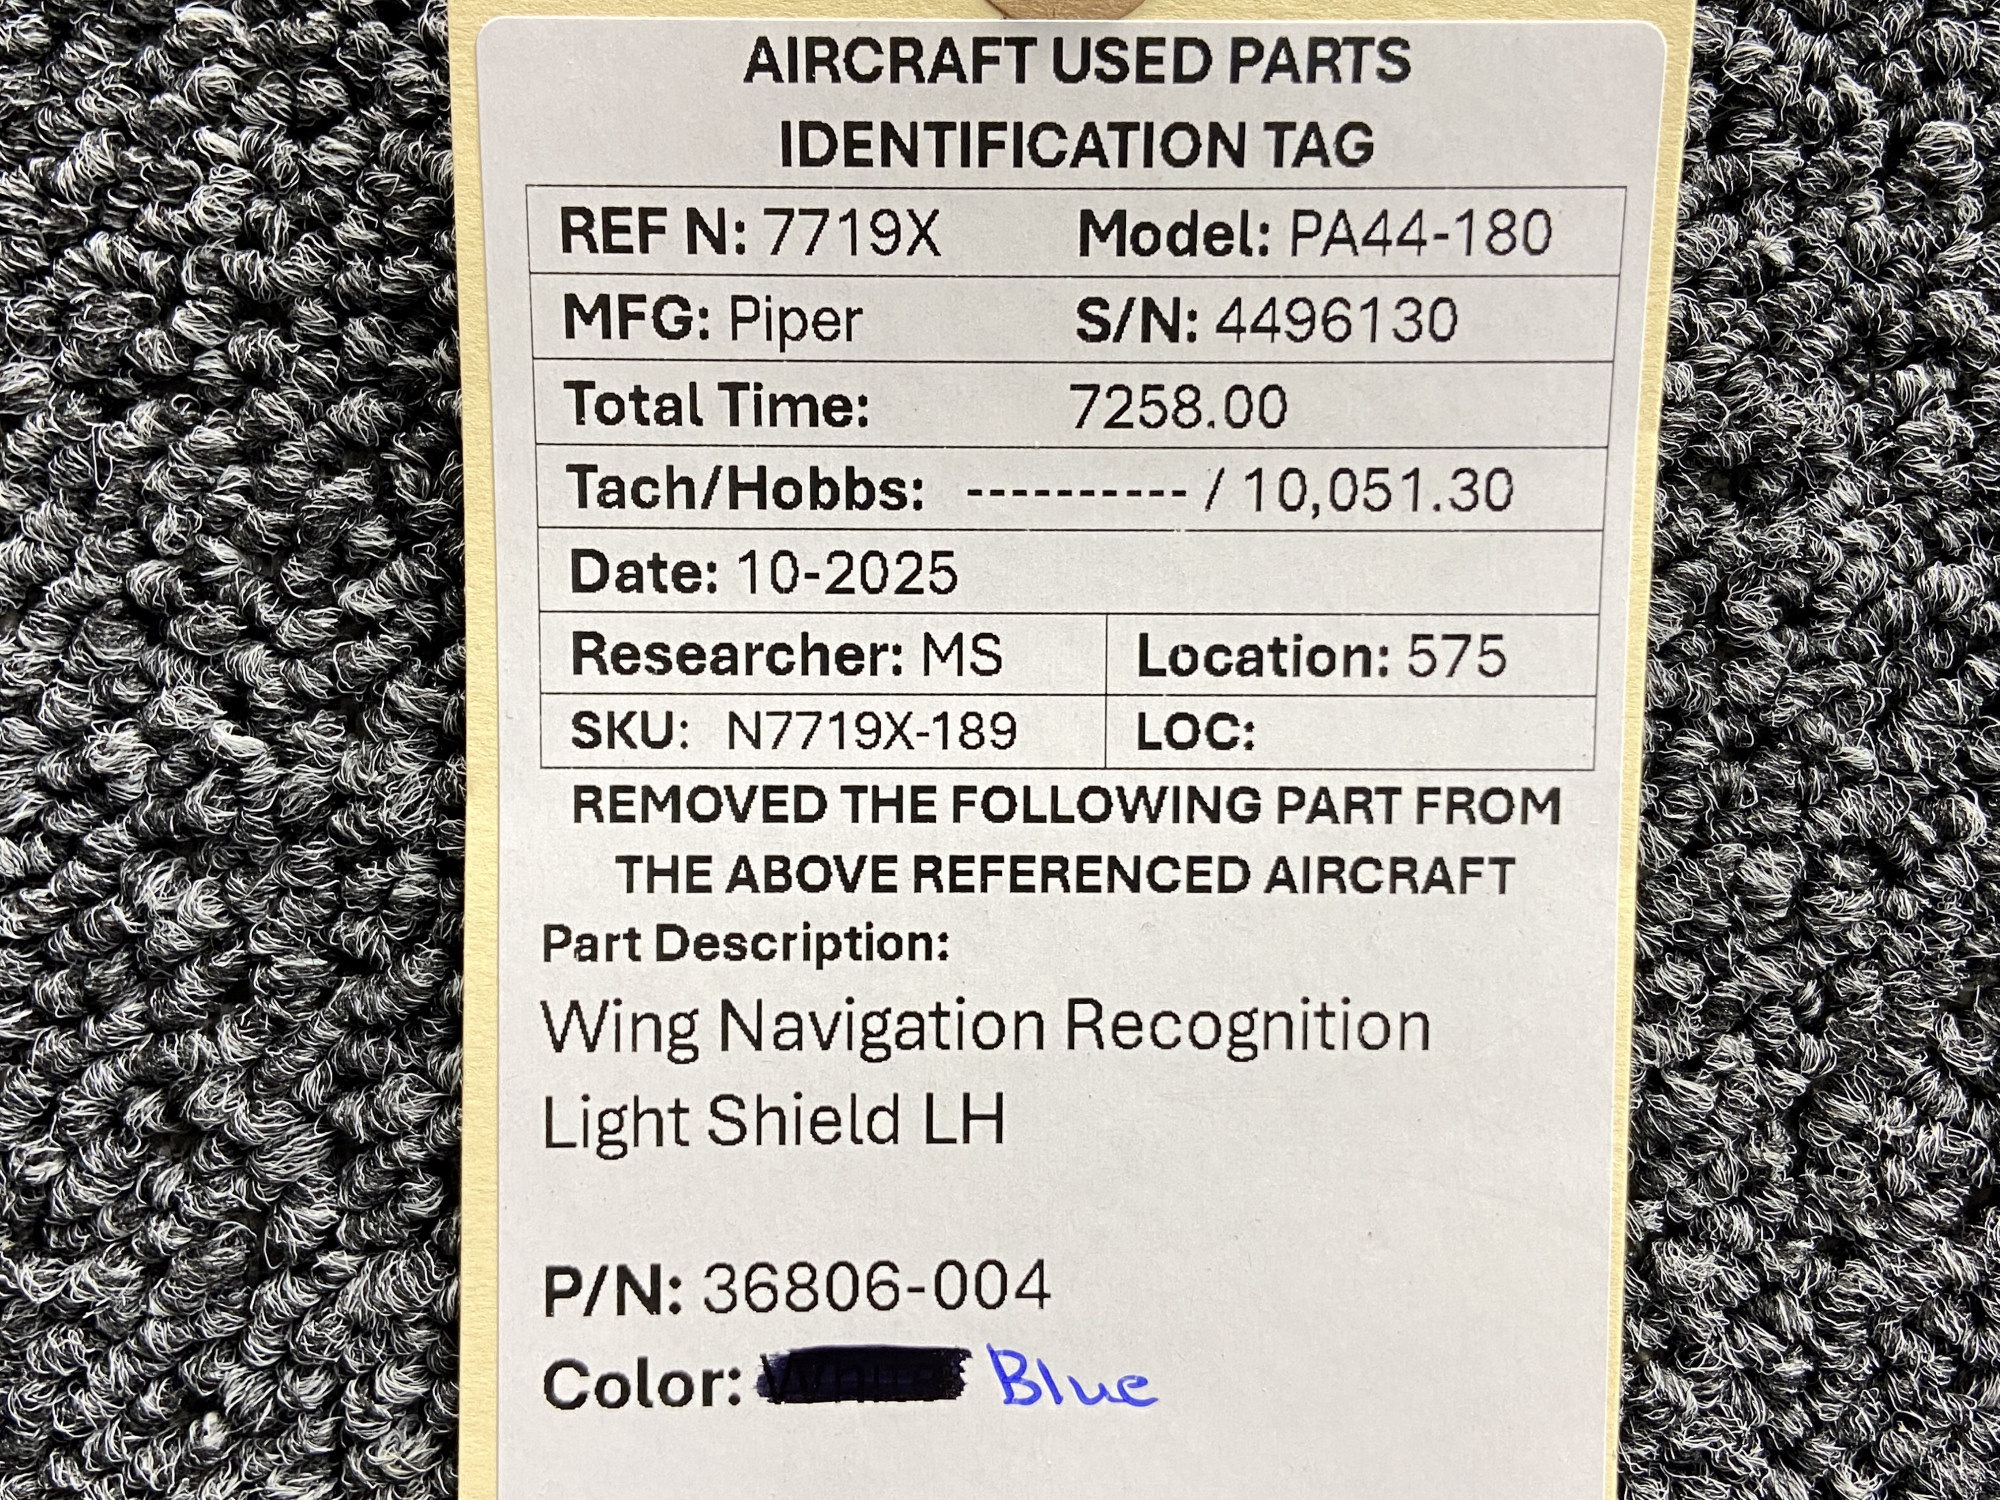 AIRCRAFT USED PARTS
IDENTIFICATION TAG
REF N: 7719X Model: PA44-180
MFG: Piper S/N: 4496130
Total Time: 7258.00
Tach/Hobbs: ---------- / 10,051.30
Date: 10-2025
Researcher: MS Location: 575
SKU: N7719X-189 LOC:
REMOVED THE FOLLOWING PART FROM
THE ABOVE REFERENCED AIRCRAFT
Part Description:
Wing Navigation Recognition
Light Shield LH
P/N: 36806-004
Color: Blue